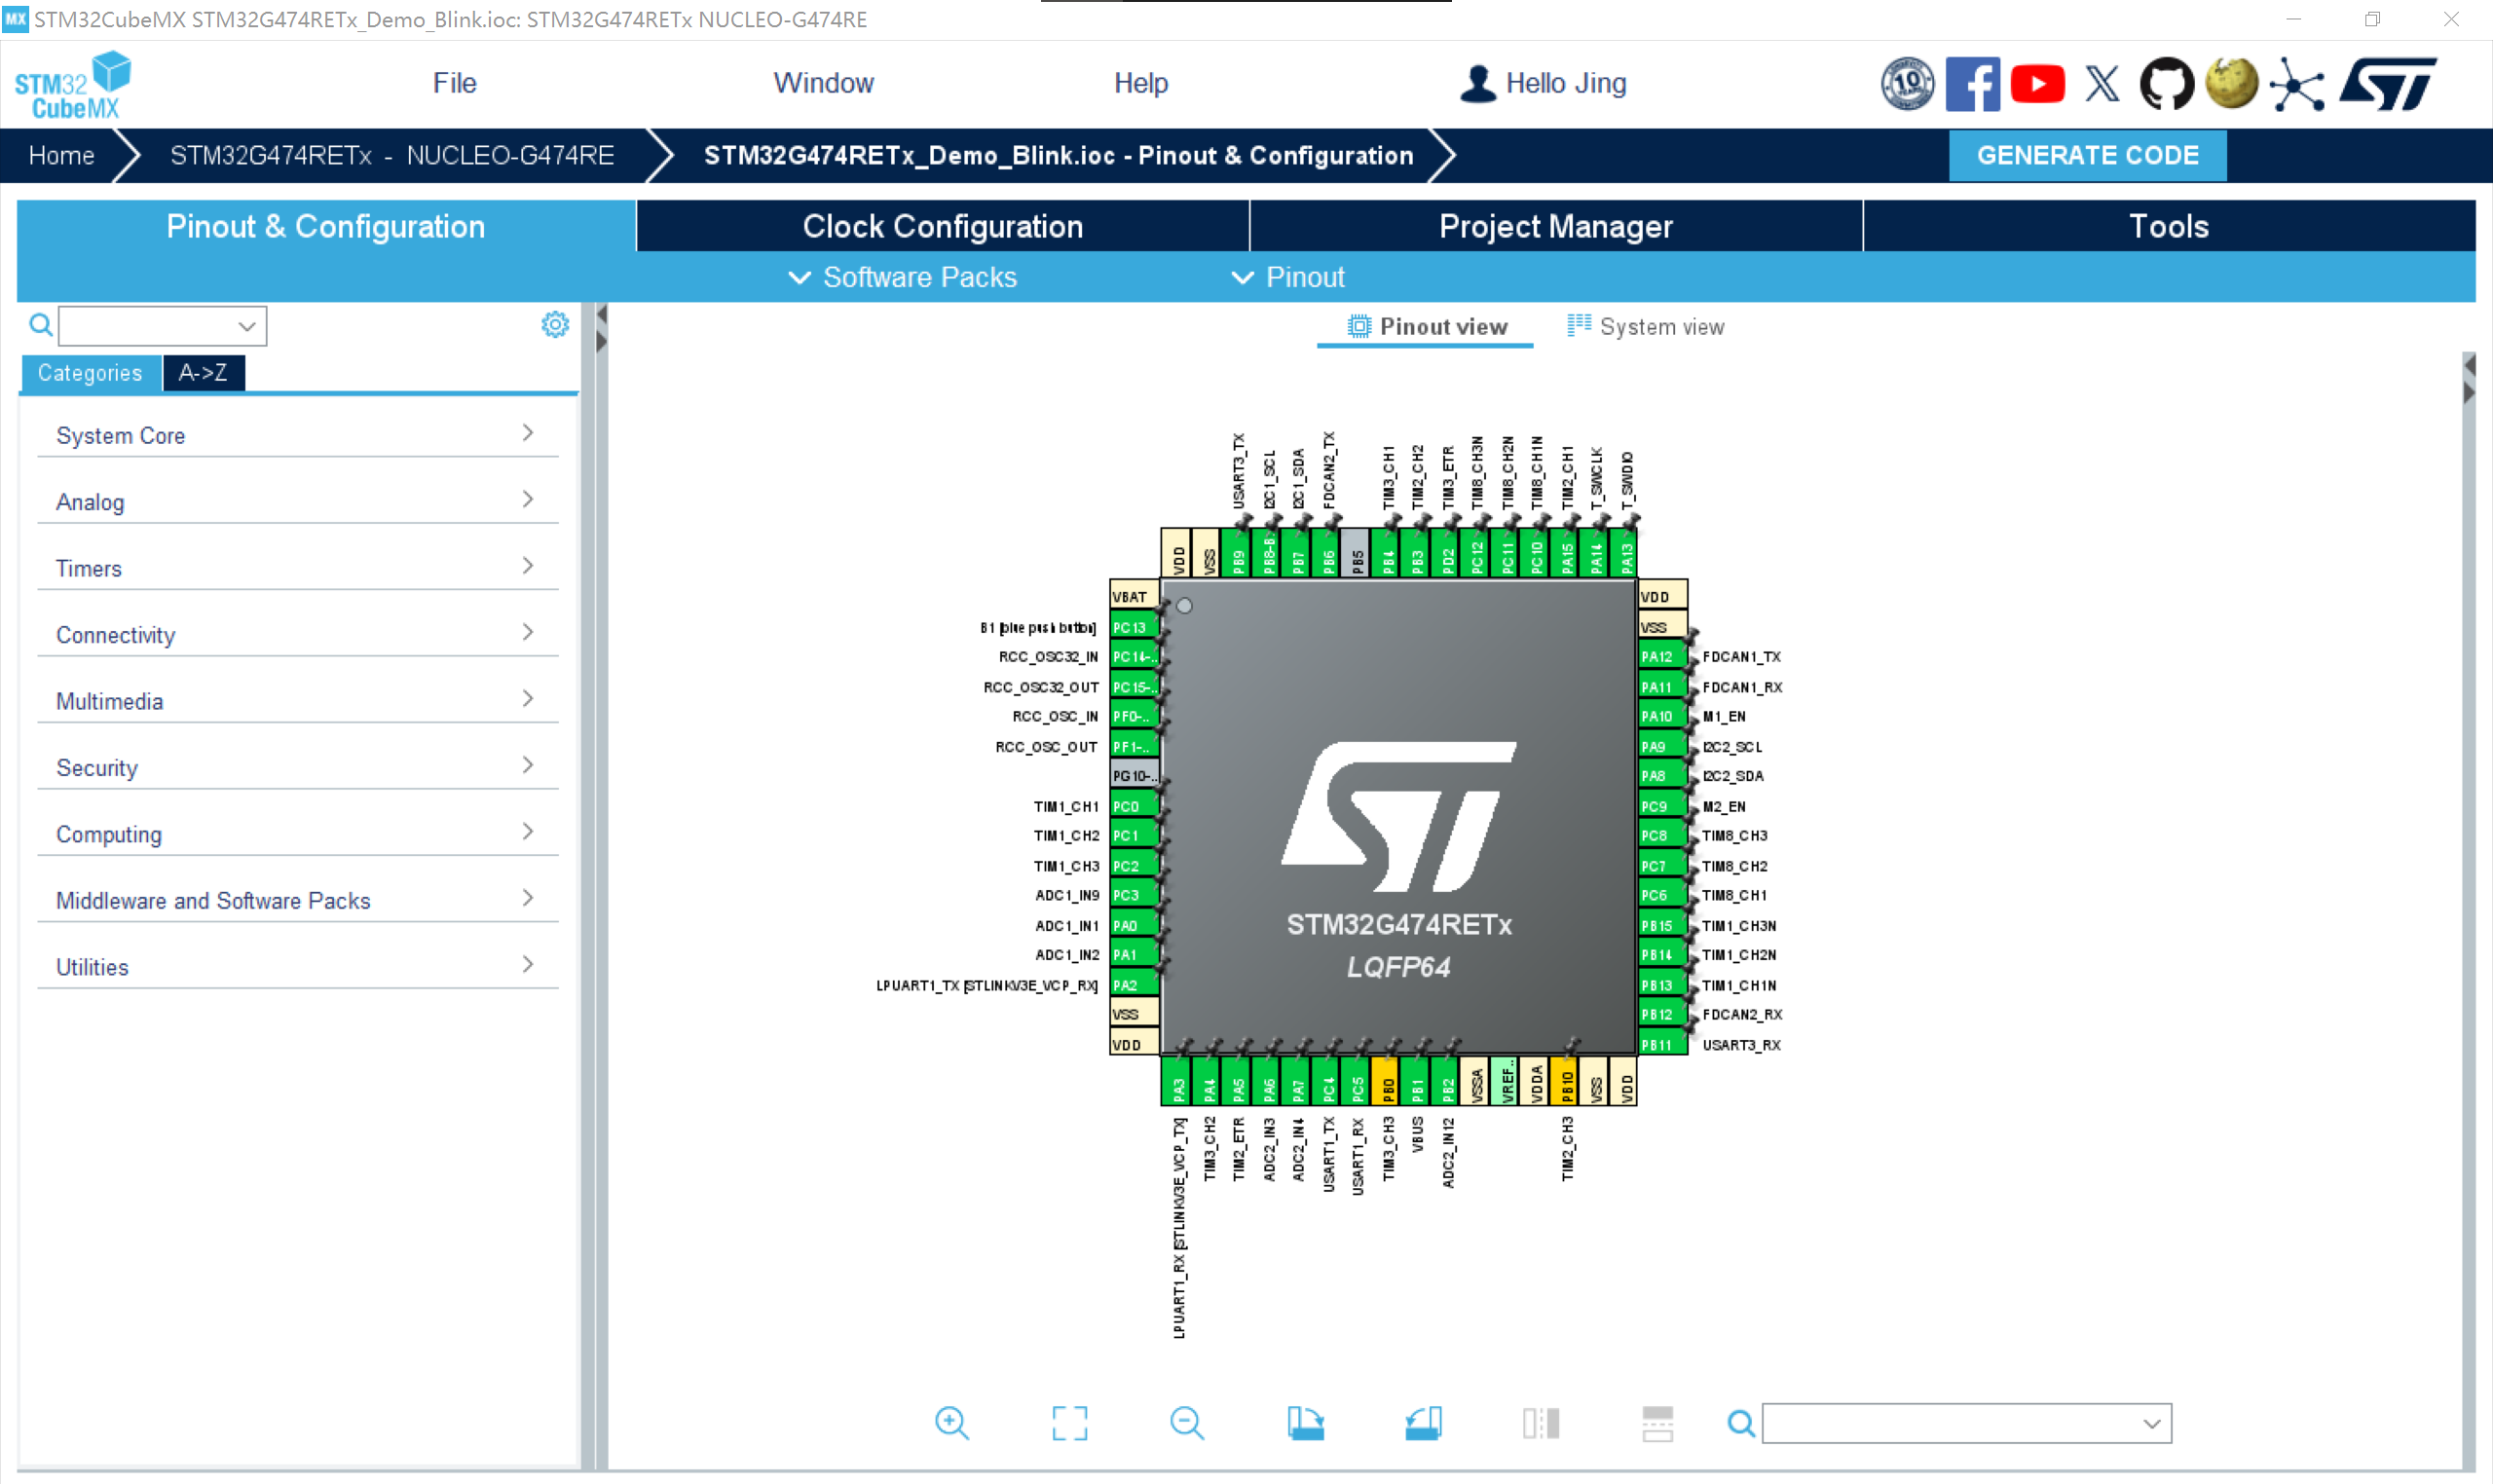 MX STM32CubeMX STM32G474RETx_Demo_Blink.ioc: STM32G474RETx NUCLEO-G474RE
STM32
CubeMX
File
Window
Help
Hello Jing
10
Home
STM32G474RETx - NUCLEO-G474RE
STM32G474RETx_Demo_Blink.ioc - Pinout & Configuration
GENERATE CODE
Pinout & Configuration
Clock Configuration
Project Manager
Tools
Software Packs
Pinout
Pinout view
System view
Categories
A->Z
System Core
Analog
Timers
Connectivity
Multimedia
Security
Computing
Middleware and Software Packs
Utilities
USART3_TX
I2C1_SCL
I2C1_SDA
FDCAN2_TX
TIM3_CH1
TIM2_CH2
TIM3_ETR
TIM8_CH3N
TIM8_CH2N
TIM8_CH1N
TIM2_CH1
T_SWCLK
T_SWDIO
VDD
VSS
PB9
PB8-B
PB7
PB6
PB5
PB4
PB3
PD2
PC12
PC11
PC10
PA15
PA14
PA13
VBAT
B1 [blue push button] PC13
RCC_OSC32_IN PC14-..
RCC_OSC32_OUT PC15-..
RCC_OSC_IN PF0-..
RCC_OSC_OUT PF1-..
PG10-..
TIM1_CH1 PC0
TIM1_CH2 PC1
TIM1_CH3 PC2
ADC1_IN9 PC3
ADC1_IN1 PA0
ADC1_IN2 PA1
LPUART1_TX [STLINKV3E_VCP_RX] PA2
VSS
VDD
STM32G474RETx
LQFP64
VDD
VSS
PA12 FDCAN1_TX
PA11 FDCAN1_RX
PA10 M1_EN
PA9 I2C2_SCL
PA8 I2C2_SDA
PC9 M2_EN
PC8 TIM8_CH3
PC7 TIM8_CH2
PC6 TIM8_CH1
PB15 TIM1_CH3N
PB14 TIM1_CH2N
PB13 TIM1_CH1N
PB12 FDCAN2_RX
PB11 USART3_RX
PA3
PA4
PA5
PA6
PA7
PC4
PC5
PB0
PB1
PB2
VSSA
VREF..
VDDA
PB10
VSS
VDD
LPUART1_RX [STLINKV3E_VCP_TX]
TIM3_CH2
TIM2_ETR
ADC2_IN3
ADC2_IN4
USART1_TX
USART1_RX
TIM3_CH3
VBUS
ADC2_IN12
TIM2_CH3